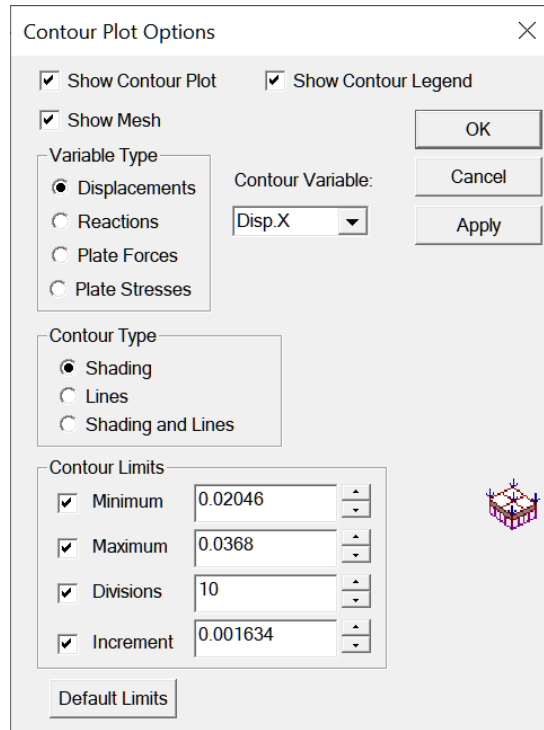 Contour Plot Options
Show Contour Plot
Show Contour Legend
Show Mesh
OK
Variable Type
Displacements
Contour Variable:
Cancel
Reactions
Disp.X
Apply
Plate Forces
Plate Stresses
Contour Type
Shading
Lines
Shading and Lines
Contour Limits
Minimum 0.02046
Maximum 0.0368
Divisions 10
Increment 0.001634
Default Limits